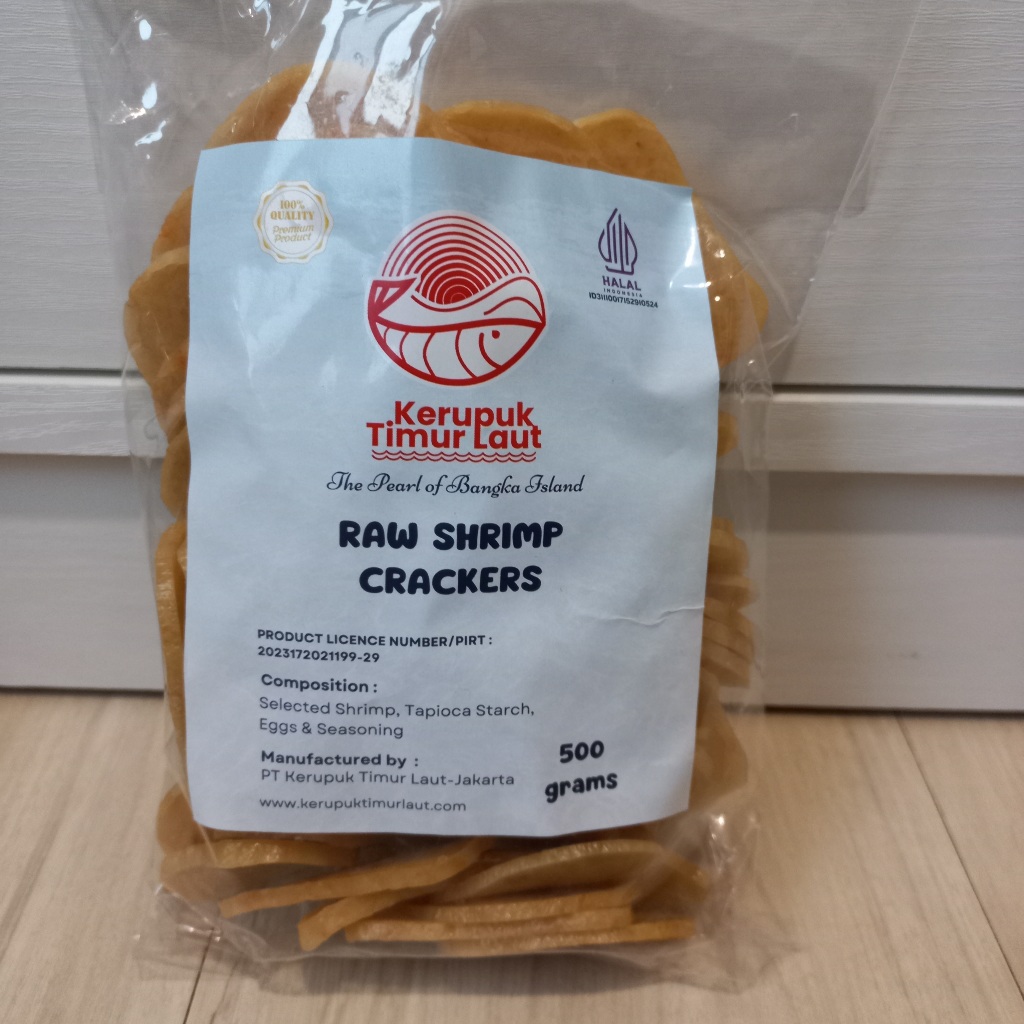 100%
QUALITY
Premium
Product
HALAL
INDONESIA
ID31110017152910524
Kerupuk
Timur Laut
The Pearl of Bangka Island
RAW SHRIMP
CRACKERS
PRODUCT LICENCE NUMBER/PIRT :
2023172021199-29
Composition :
Selected Shrimp, Tapioca Starch,
Eggs & Seasoning
Manufactured by :
PT Kerupuk Timur Laut-Jakarta
www.kerupuktimurlaut.com
500
grams